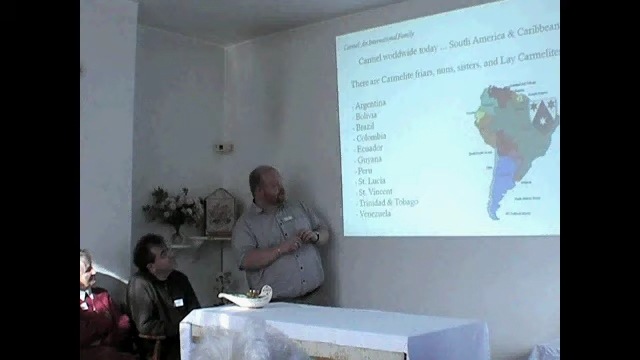 Carmel: An International Family
Carmel worldwide today ... South America & Caribbean
There are Carmelite friars, nuns, sisters, and Lay Carmelites
- Argentina
- Bolivia
- Brazil
- Colombia
- Ecuador
- Guyana
- Peru
- St. Lucia
- St. Vincent
- Trinidad & Tobago
- Venezuela